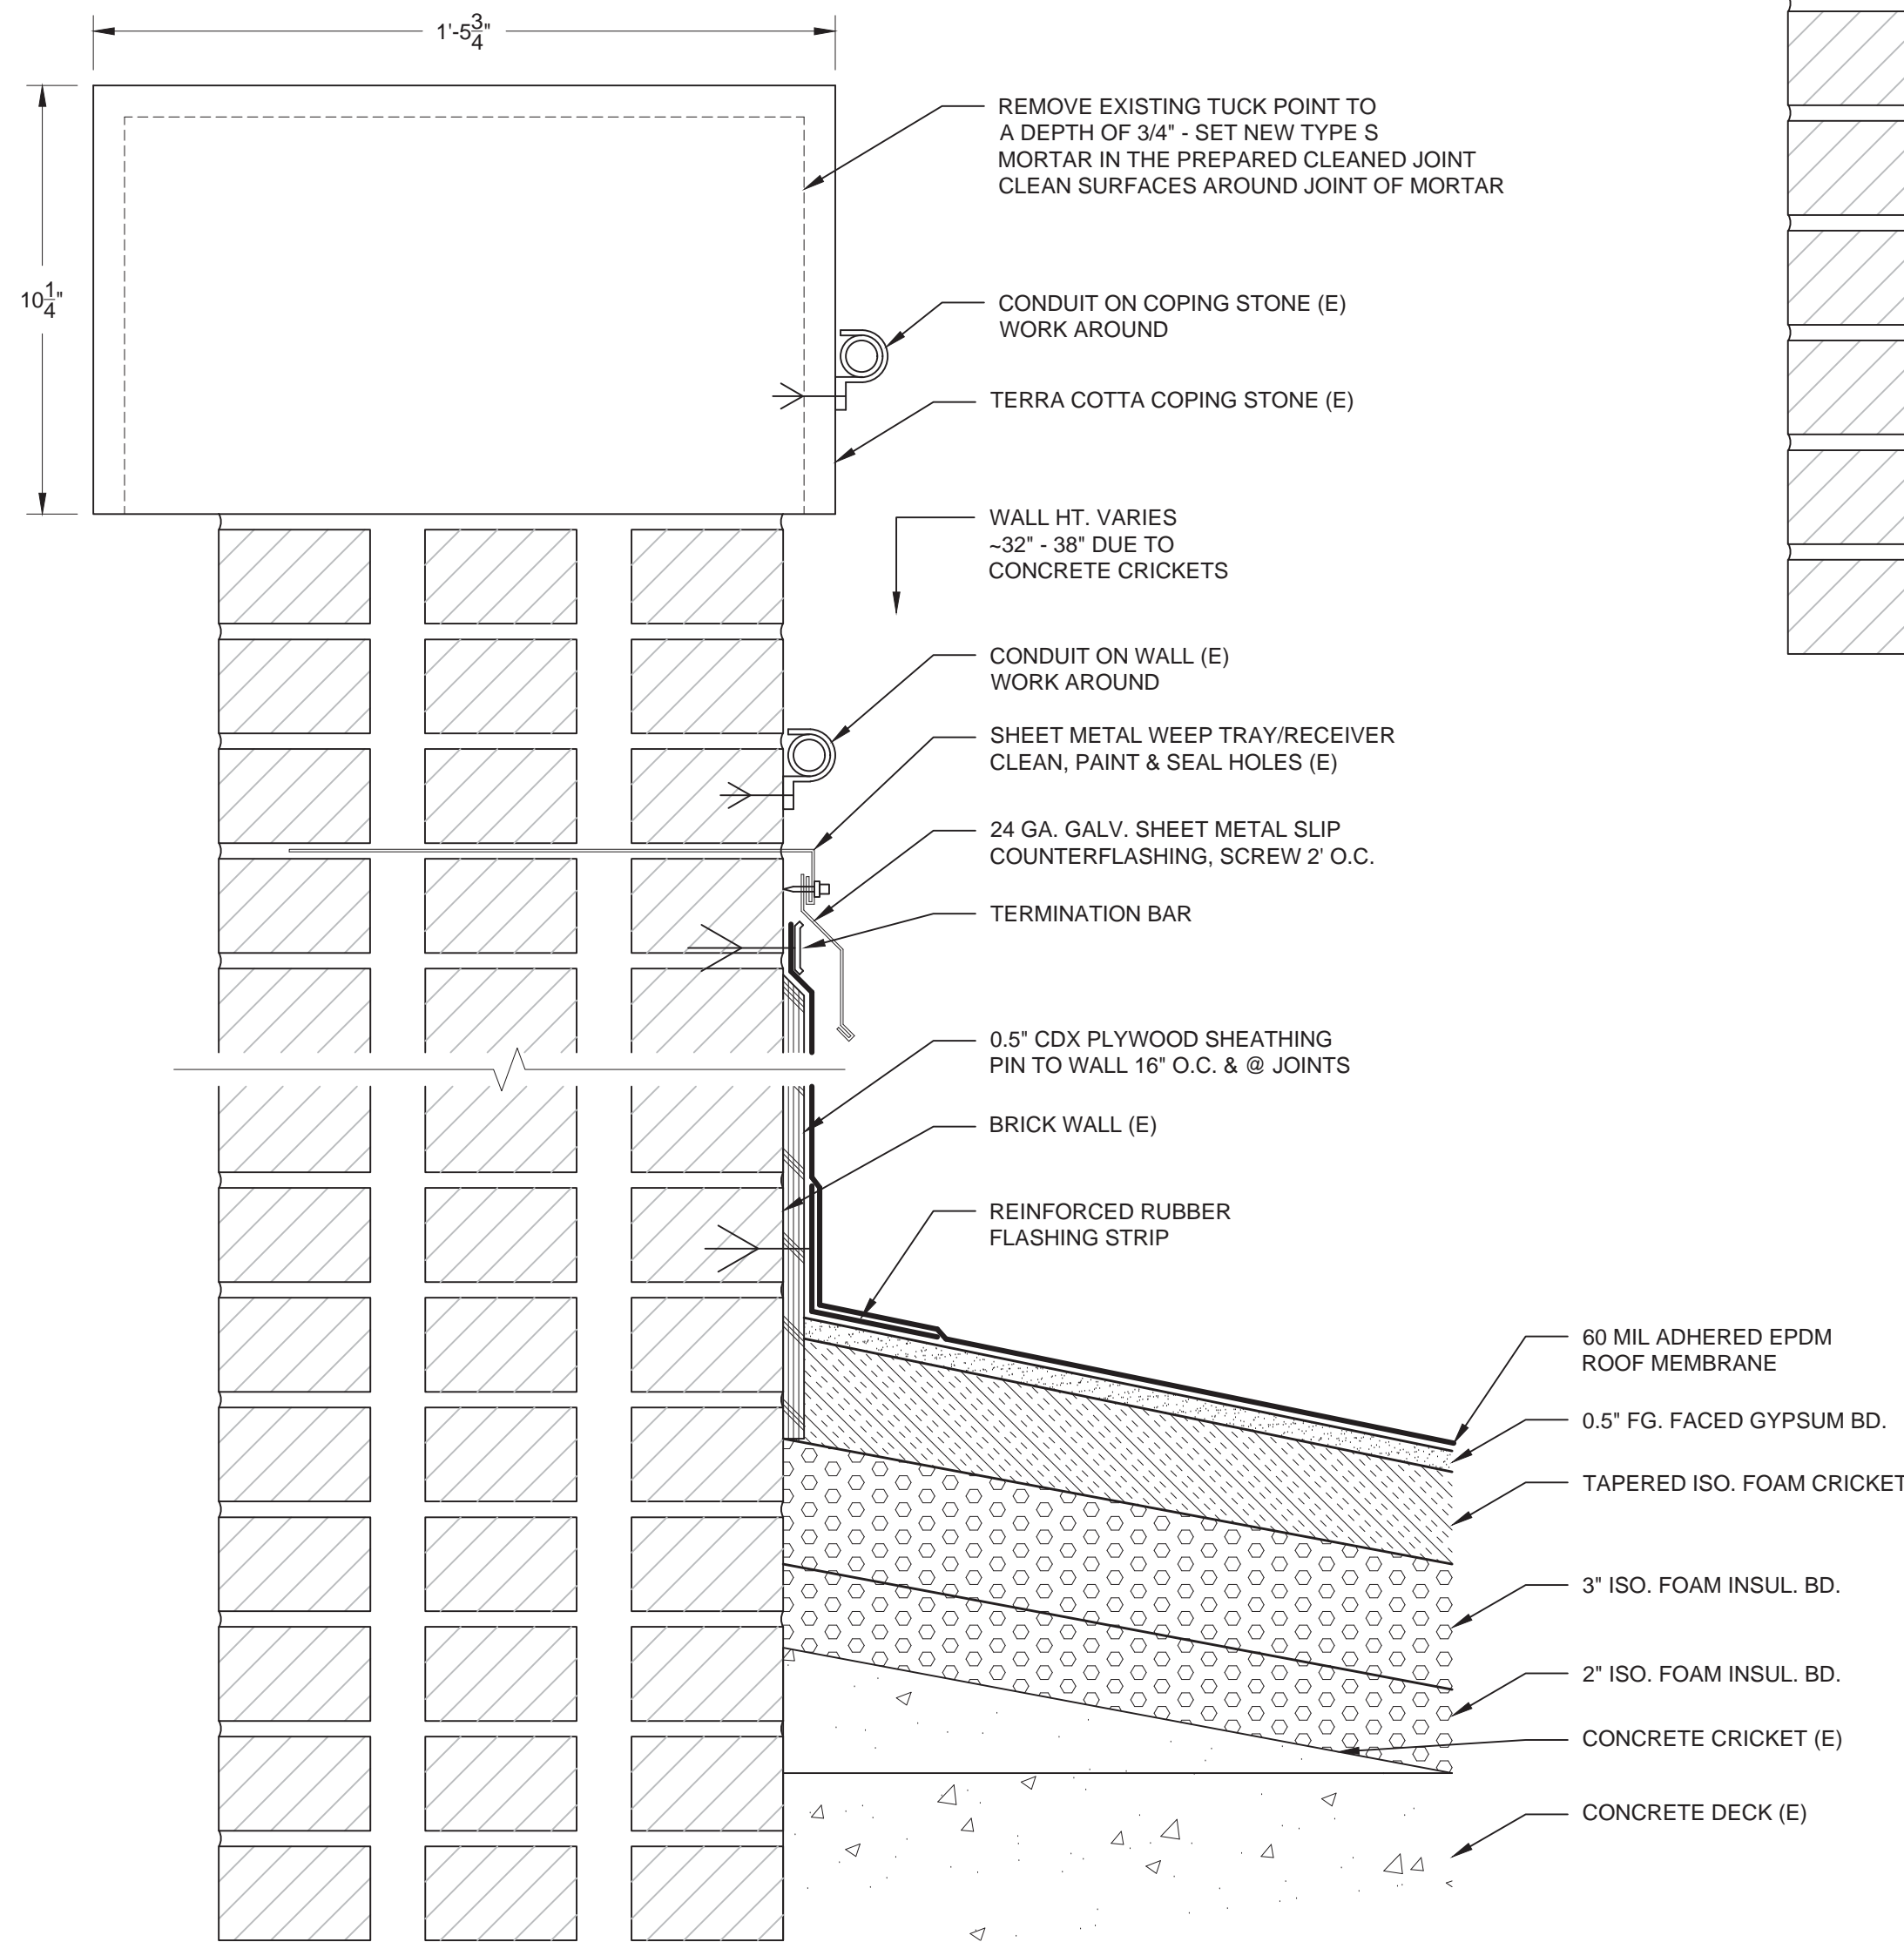 1'-5 3/4"
10 1/4"
REMOVE EXISTING TUCK POINT TO
A DEPTH OF 3/4" - SET NEW TYPE S
MORTAR IN THE PREPARED CLEANED JOINT
CLEAN SURFACES AROUND JOINT OF MORTAR
CONDUIT ON COPING STONE (E)
WORK AROUND
TERRA COTTA COPING STONE (E)
WALL HT. VARIES
~32" - 38" DUE TO
CONCRETE CRICKETS
CONDUIT ON WALL (E)
WORK AROUND
SHEET METAL WEEP TRAY/RECEIVER
CLEAN, PAINT & SEAL HOLES (E)
24 GA. GALV. SHEET METAL SLIP
COUNTERFLASHING, SCREW 2' O.C.
TERMINATION BAR
0.5" CDX PLYWOOD SHEATHING
PIN TO WALL 16" O.C. & @ JOINTS
BRICK WALL (E)
REINFORCED RUBBER
FLASHING STRIP
60 MIL ADHERED EPDM
ROOF MEMBRANE
0.5" FG. FACED GYPSUM BD.
TAPERED ISO. FOAM CRICKET
3" ISO. FOAM INSUL. BD.
2" ISO. FOAM INSUL. BD.
CONCRETE CRICKET (E)
CONCRETE DECK (E)